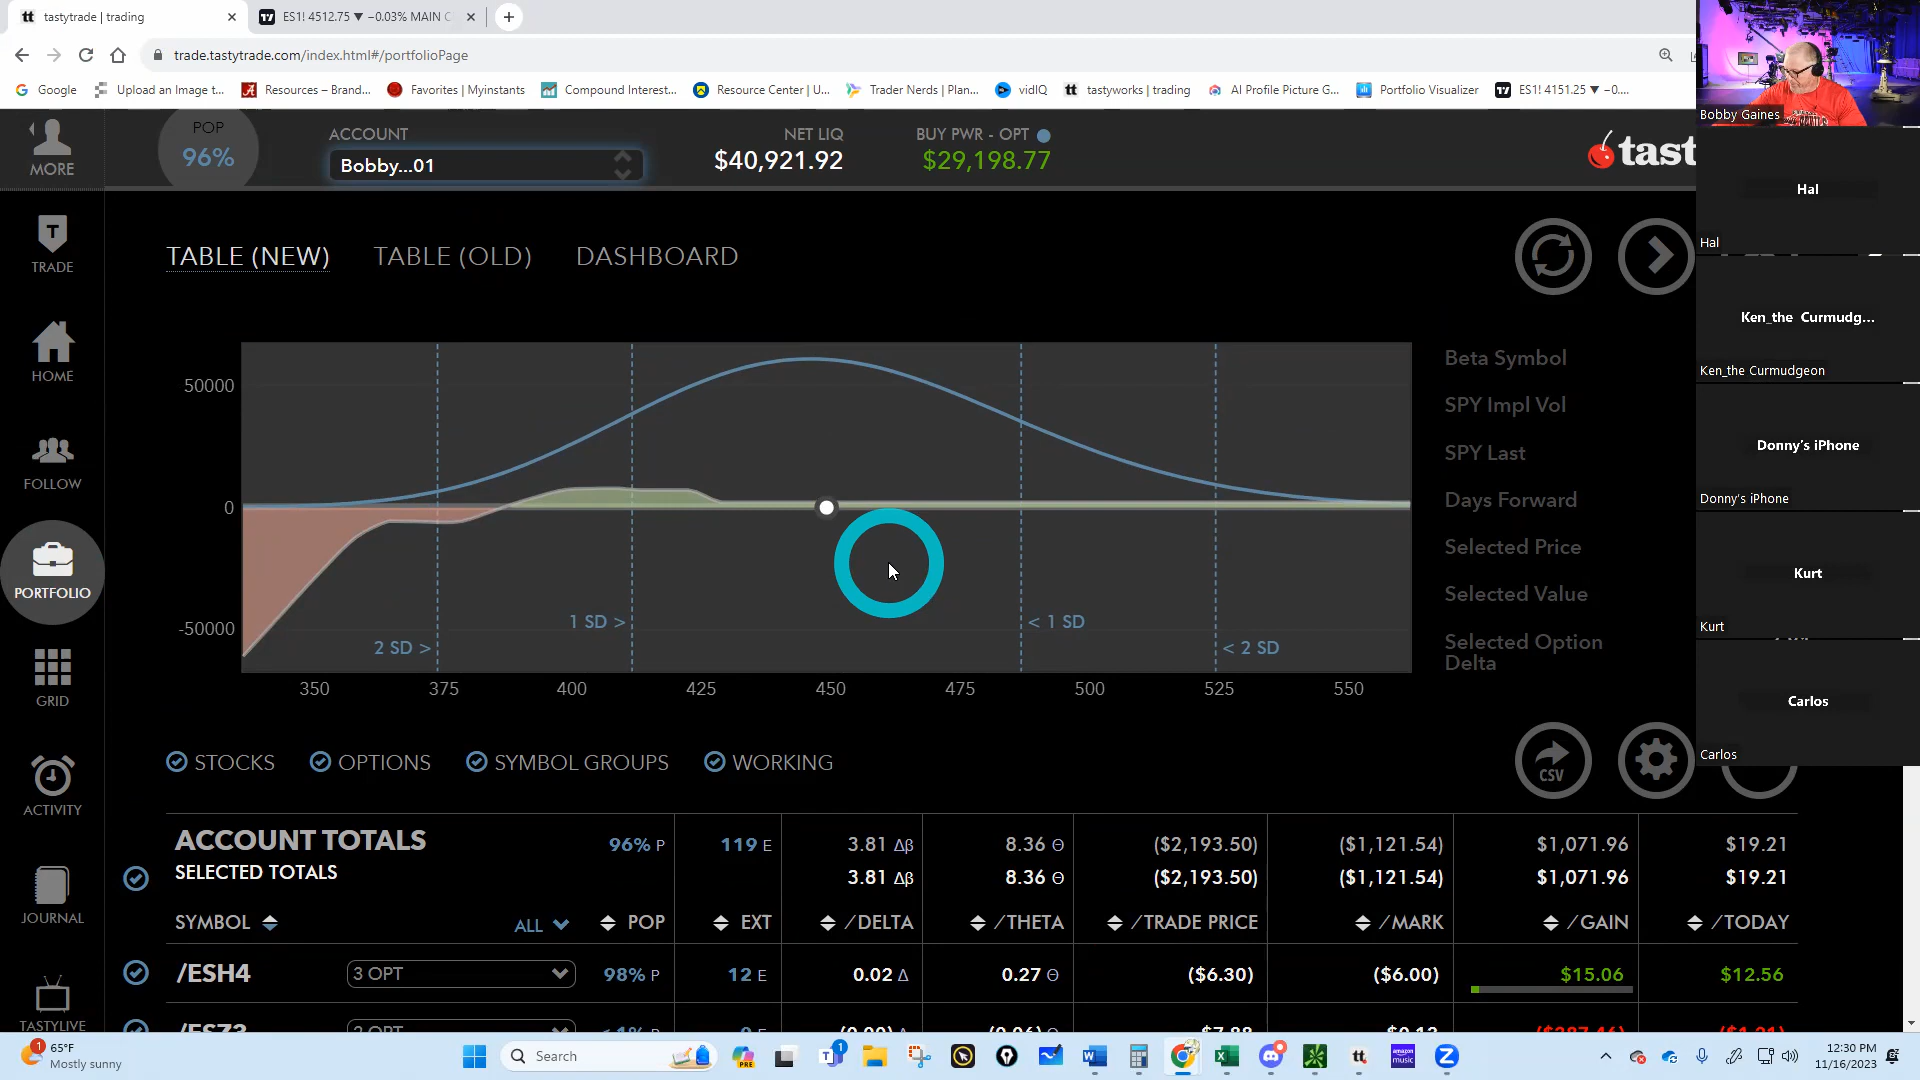 tastytrade | trading
ES1! 4512.75 ▼ −0.03% MAIN C
trade.tastytrade.com/index.html#/portfolioPage
Google
Upload an Image t...
Resources – Brand...
Favorites | Myinstants
Compound Interest...
Resource Center | U...
Trader Nerds | Plan...
vidIQ
tastyworks | trading
AI Profile Picture G...
Portfolio Visualizer
ES1! 4151.25 ▼ −0....
Bobby Gaines
MORE
POP
96%
ACCOUNT
Bobby...01
NET LIQ
$40,921.92
BUY PWR - OPT
$29,198.77
tast
TRADE
HOME
FOLLOW
PORTFOLIO
GRID
ACTIVITY
JOURNAL
TASTYLIVE
TABLE (NEW)
TABLE (OLD)
DASHBOARD
50000
0
-50000
2 SD >
1 SD >
< 1 SD
< 2 SD
350
375
400
425
450
475
500
525
550
Beta Symbol
SPY Impl Vol
SPY Last
Days Forward
Selected Price
Selected Value
Selected Option
Delta
Hal
Hal
Ken_the Curmudg...
Ken_the Curmudgeon
Donny's iPhone
Donny's iPhone
Kurt
Kurt
Carlos
Carlos
STOCKS
OPTIONS
SYMBOL GROUPS
WORKING
CSV
ACCOUNT TOTALS 96% P 119 E 3.81 Δβ 8.36 Θ ($2,193.50) ($1,121.54) $1,071.96 $19.21
SELECTED TOTALS 3.81 Δβ 8.36 Θ ($2,193.50) ($1,121.54) $1,071.96 $19.21
SYMBOL ALL POP EXT /DELTA /THETA /TRADE PRICE /MARK /GAIN /TODAY
/ESH4 3 OPT 98% P 12 E 0.02 Δ 0.27 Θ ($6.30) ($6.00) $15.06 $12.56
1
65°F
Mostly sunny
Search
PRE
1
tt
amazon music
12:30 PM
11/16/2023